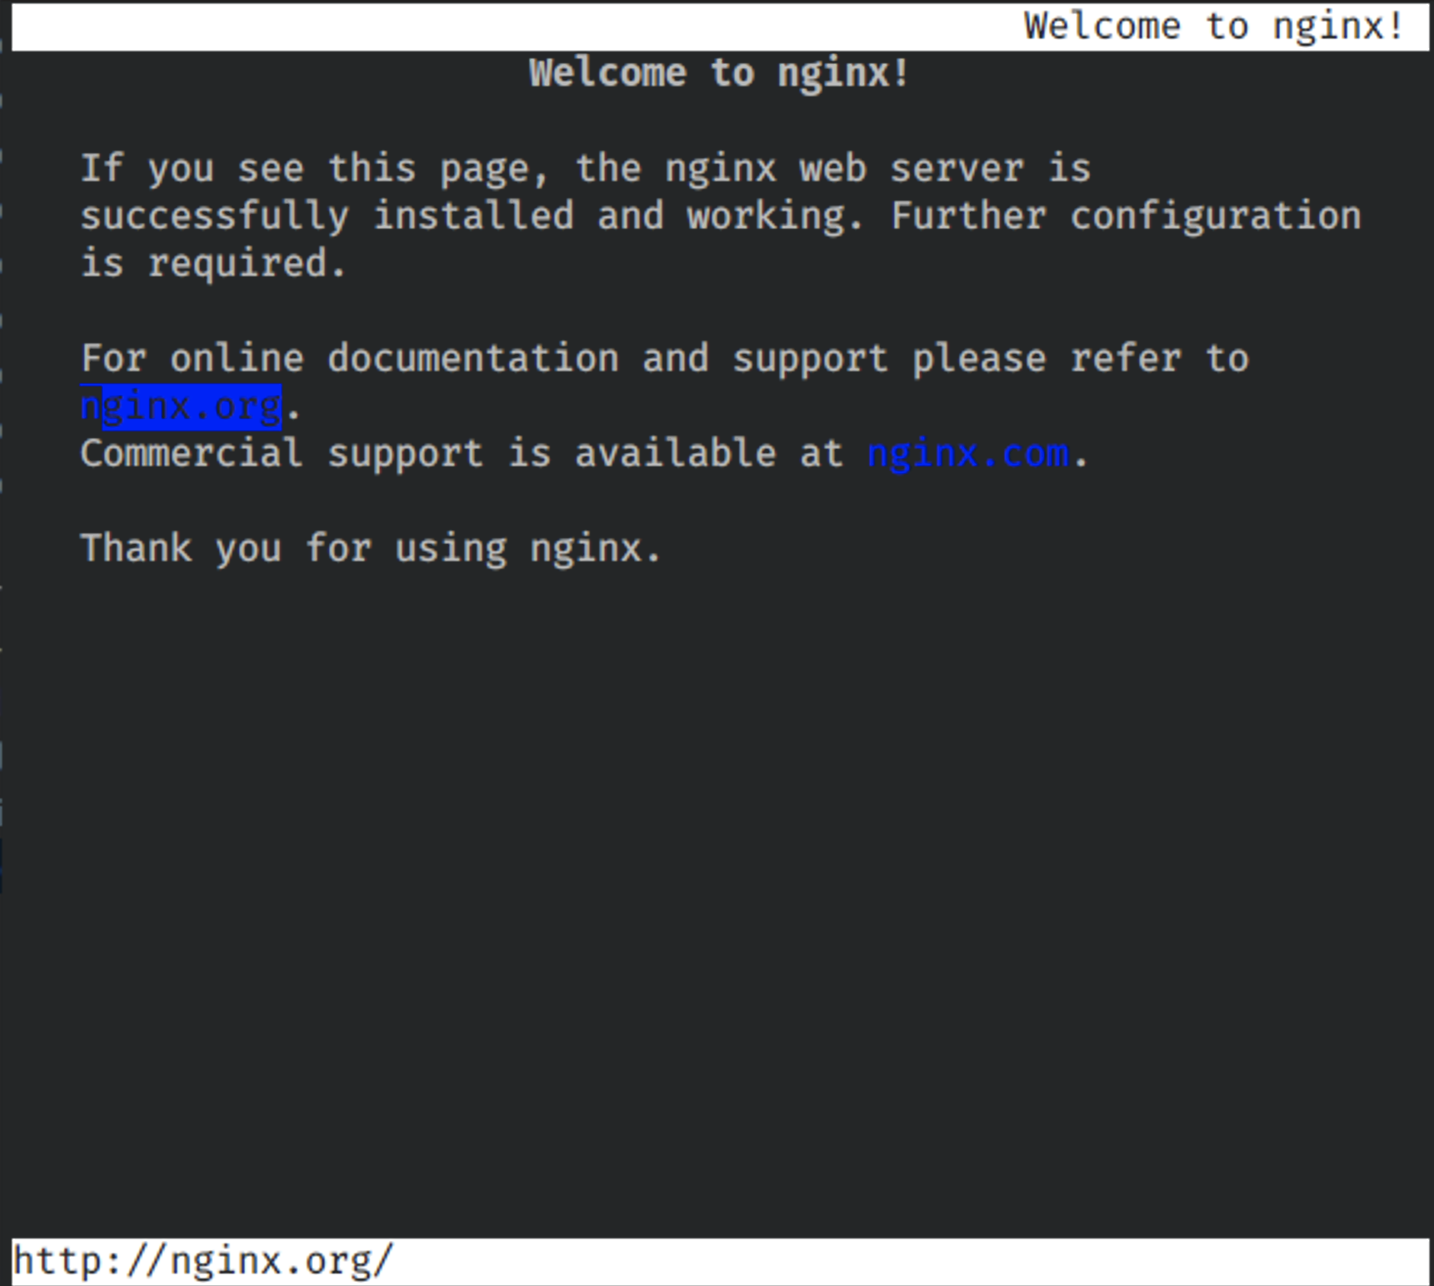 Welcome to nginx!
Welcome to nginx!
If you see this page, the nginx web server is
successfully installed and working. Further configuration
is required.
For online documentation and support please refer to
nginx.org.
Commercial support is available at nginx.com.
Thank you for using nginx.
http://nginx.org/